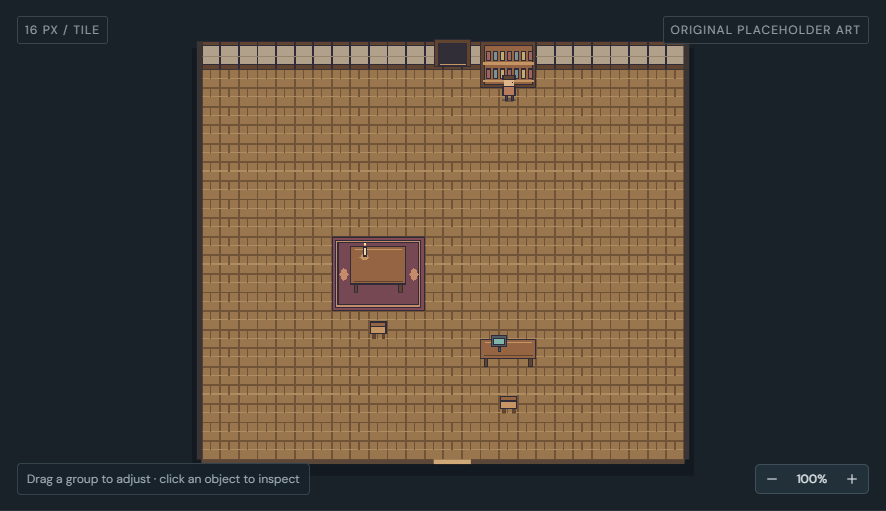 16 PX / TILE
ORIGINAL PLACEHOLDER ART
Drag a group to adjust · click an object to inspect
− 100% +